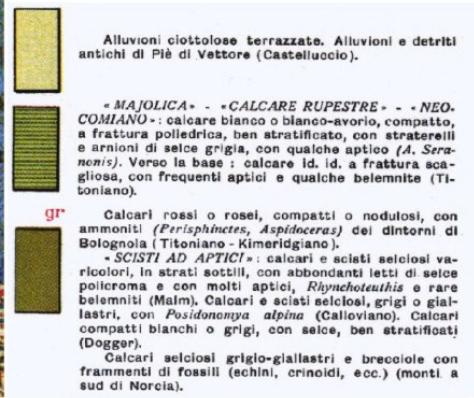 Alluvioni ciottolose terrazzate. Alluvioni e detriti
antichi di Piè di Vettore (Castelluccio).
« MAJOLICA » - « CALCARE RUPESTRE » - « NEO-
COMIANO » : calcare bianco o bianco-avorio, compatto,
a frattura poliedrica, ben stratificato, con straterelli
e arnioni di selce grigia, con qualche aptico (A. Sera-
nonis). Verso la base : calcare id. id. a frattura sca-
gliosa, con frequenti aptici e qualche belemnite (Ti-
toniano).
gr
Calcari rossi o rosei, compatti o nodulosi, con
ammoniti (Perisphinctes, Aspidoceras) dei dintorni di
Bolognola (Titoniano - Kimeridgiano).
« SCISTI AD APTICI » : calcari e scisti selciosi va-
ricolori, in strati sottili, con abbondanti letti di selce
policroma e con molti aptici, Rhynchoteuthis e rare
belemniti (Malm). Calcari e scisti selciosi, grigi o gial-
lastri, con Posidonomya alpina (Calloviano). Calcari
compatti bianchi o grigi, con selce, ben stratificati
(Dogger).
Calcari selciosi grigio-giallastri e brecciole con
frammenti di fossili (echini, crinoidi, ecc.) (monti a
sud di Norcia).